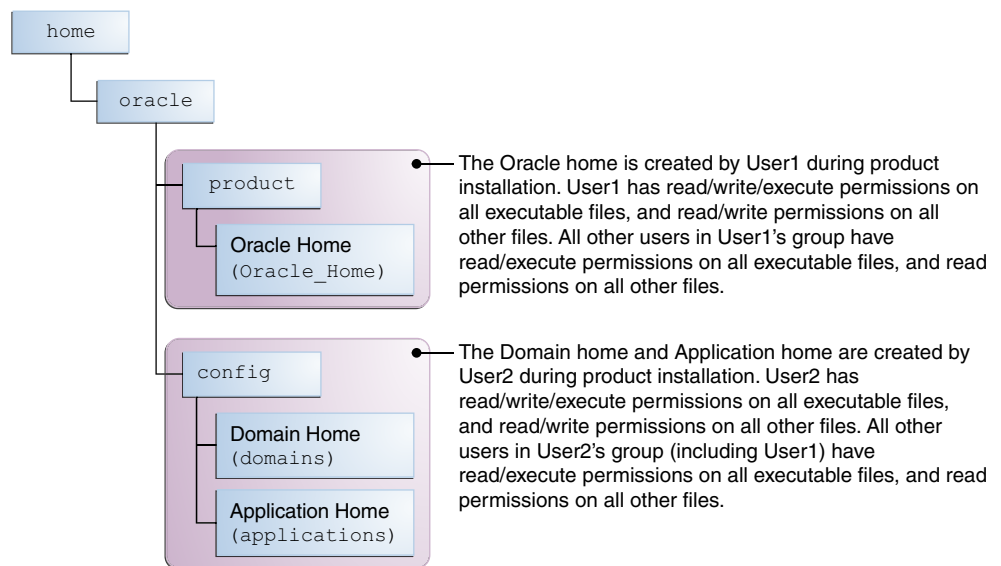 home
oracle
product
Oracle Home
(Oracle_Home)
The Oracle home is created by User1 during product
installation. User1 has read/write/execute permissions on
all executable files, and read/write permissions on all
other files. All other users in User1's group have
read/execute permissions on all executable files, and read
permissions on all other files.
config
Domain Home
(domains)
Application Home
(applications)
The Domain home and Application home are created by
User2 during product installation. User2 has
read/write/execute permissions on all executable files,
and read/write permissions on all other files. All other
users in User2's group (including User1) have
read/execute permissions on all executable files, and read
permissions on all other files.